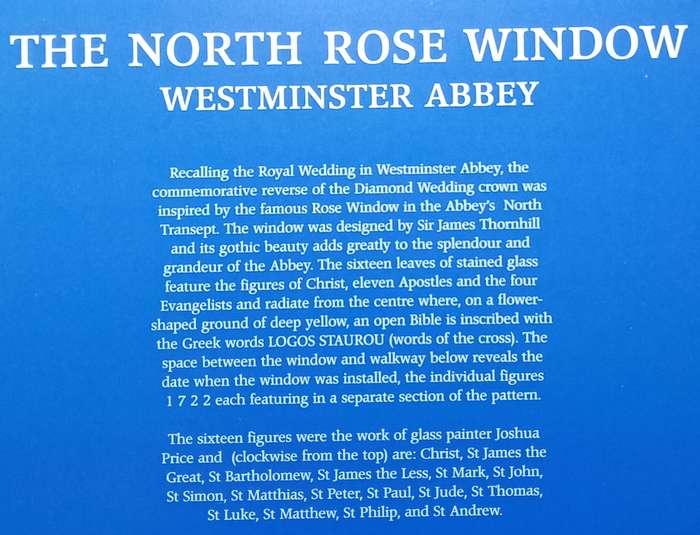 THE NORTH ROSE WINDOW
WESTMINSTER ABBEY
Recalling the Royal Wedding in Westminster Abbey, the
commemorative reverse of the Diamond Wedding crown was
inspired by the famous Rose Window in the Abbey's North
Transept. The window was designed by Sir James Thornhill
and its gothic beauty adds greatly to the splendour and
grandeur of the Abbey. The sixteen leaves of stained glass
feature the figures of Christ, eleven Apostles and the four
Evangelists and radiate from the centre where, on a flower-
shaped ground of deep yellow, an open Bible is inscribed with
the Greek words LOGOS STAUROU (words of the cross). The
space between the window and walkway below reveals the
date when the window was installed, the individual figures
1 7 2 2 each featuring in a separate section of the pattern.
The sixteen figures were the work of glass painter Joshua
Price and (clockwise from the top) are: Christ, St James the
Great, St Bartholomew, St James the Less, St Mark, St John,
St Simon, St Matthias, St Peter, St Paul, St Jude, St Thomas,
St Luke, St Matthew, St Philip, and St Andrew.